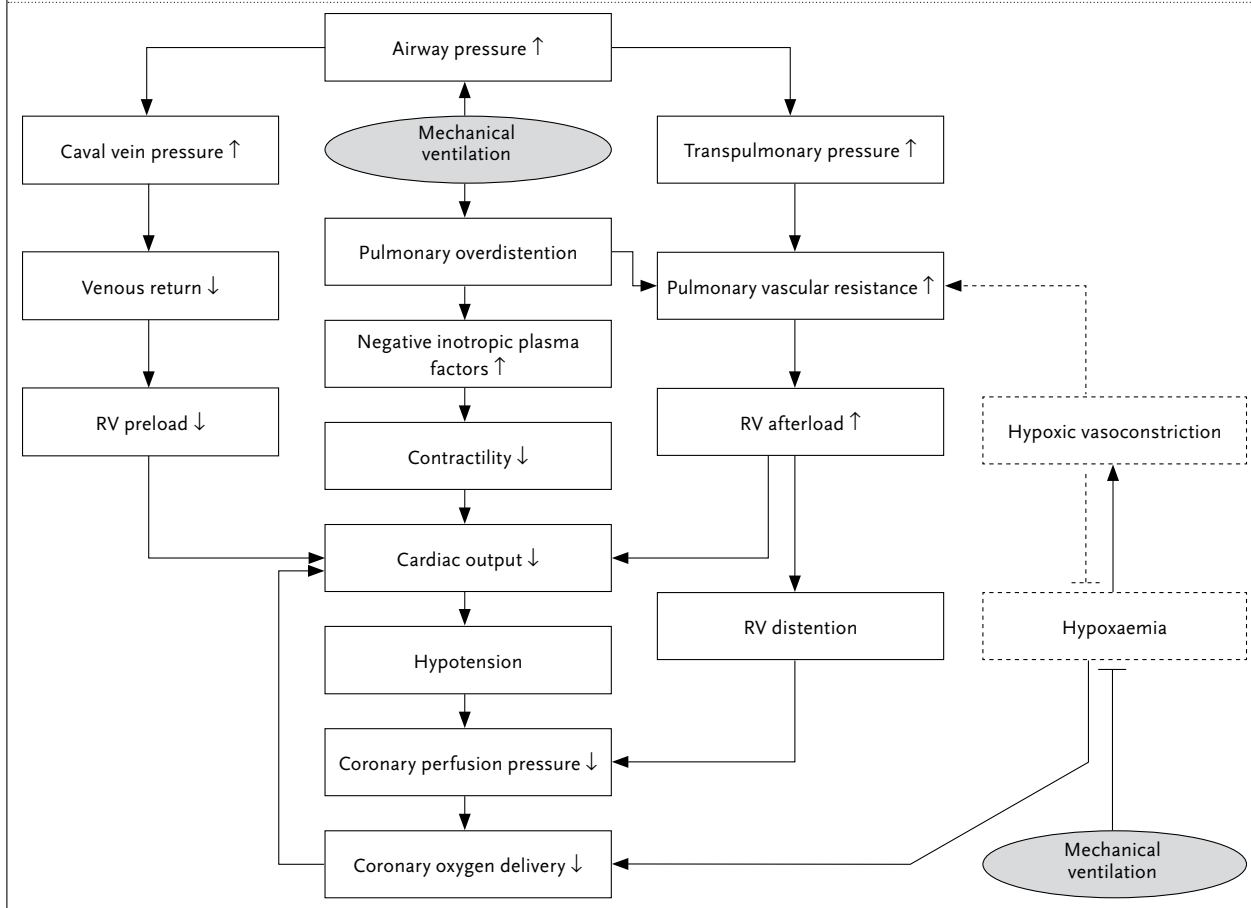 Airway pressure ↑
Caval vein pressure ↑
Mechanical
ventilation
Transpulmonary pressure ↑
Pulmonary overdistention
Venous return ↓
Pulmonary vascular resistance ↑
Negative inotropic plasma
factors ↑
RV preload ↓
RV afterload ↑
Hypoxic vasoconstriction
Contractility ↓
Cardiac output ↓
RV distention
Hypoxaemia
Hypotension
Coronary perfusion pressure ↓
Coronary oxygen delivery ↓
Mechanical
ventilation